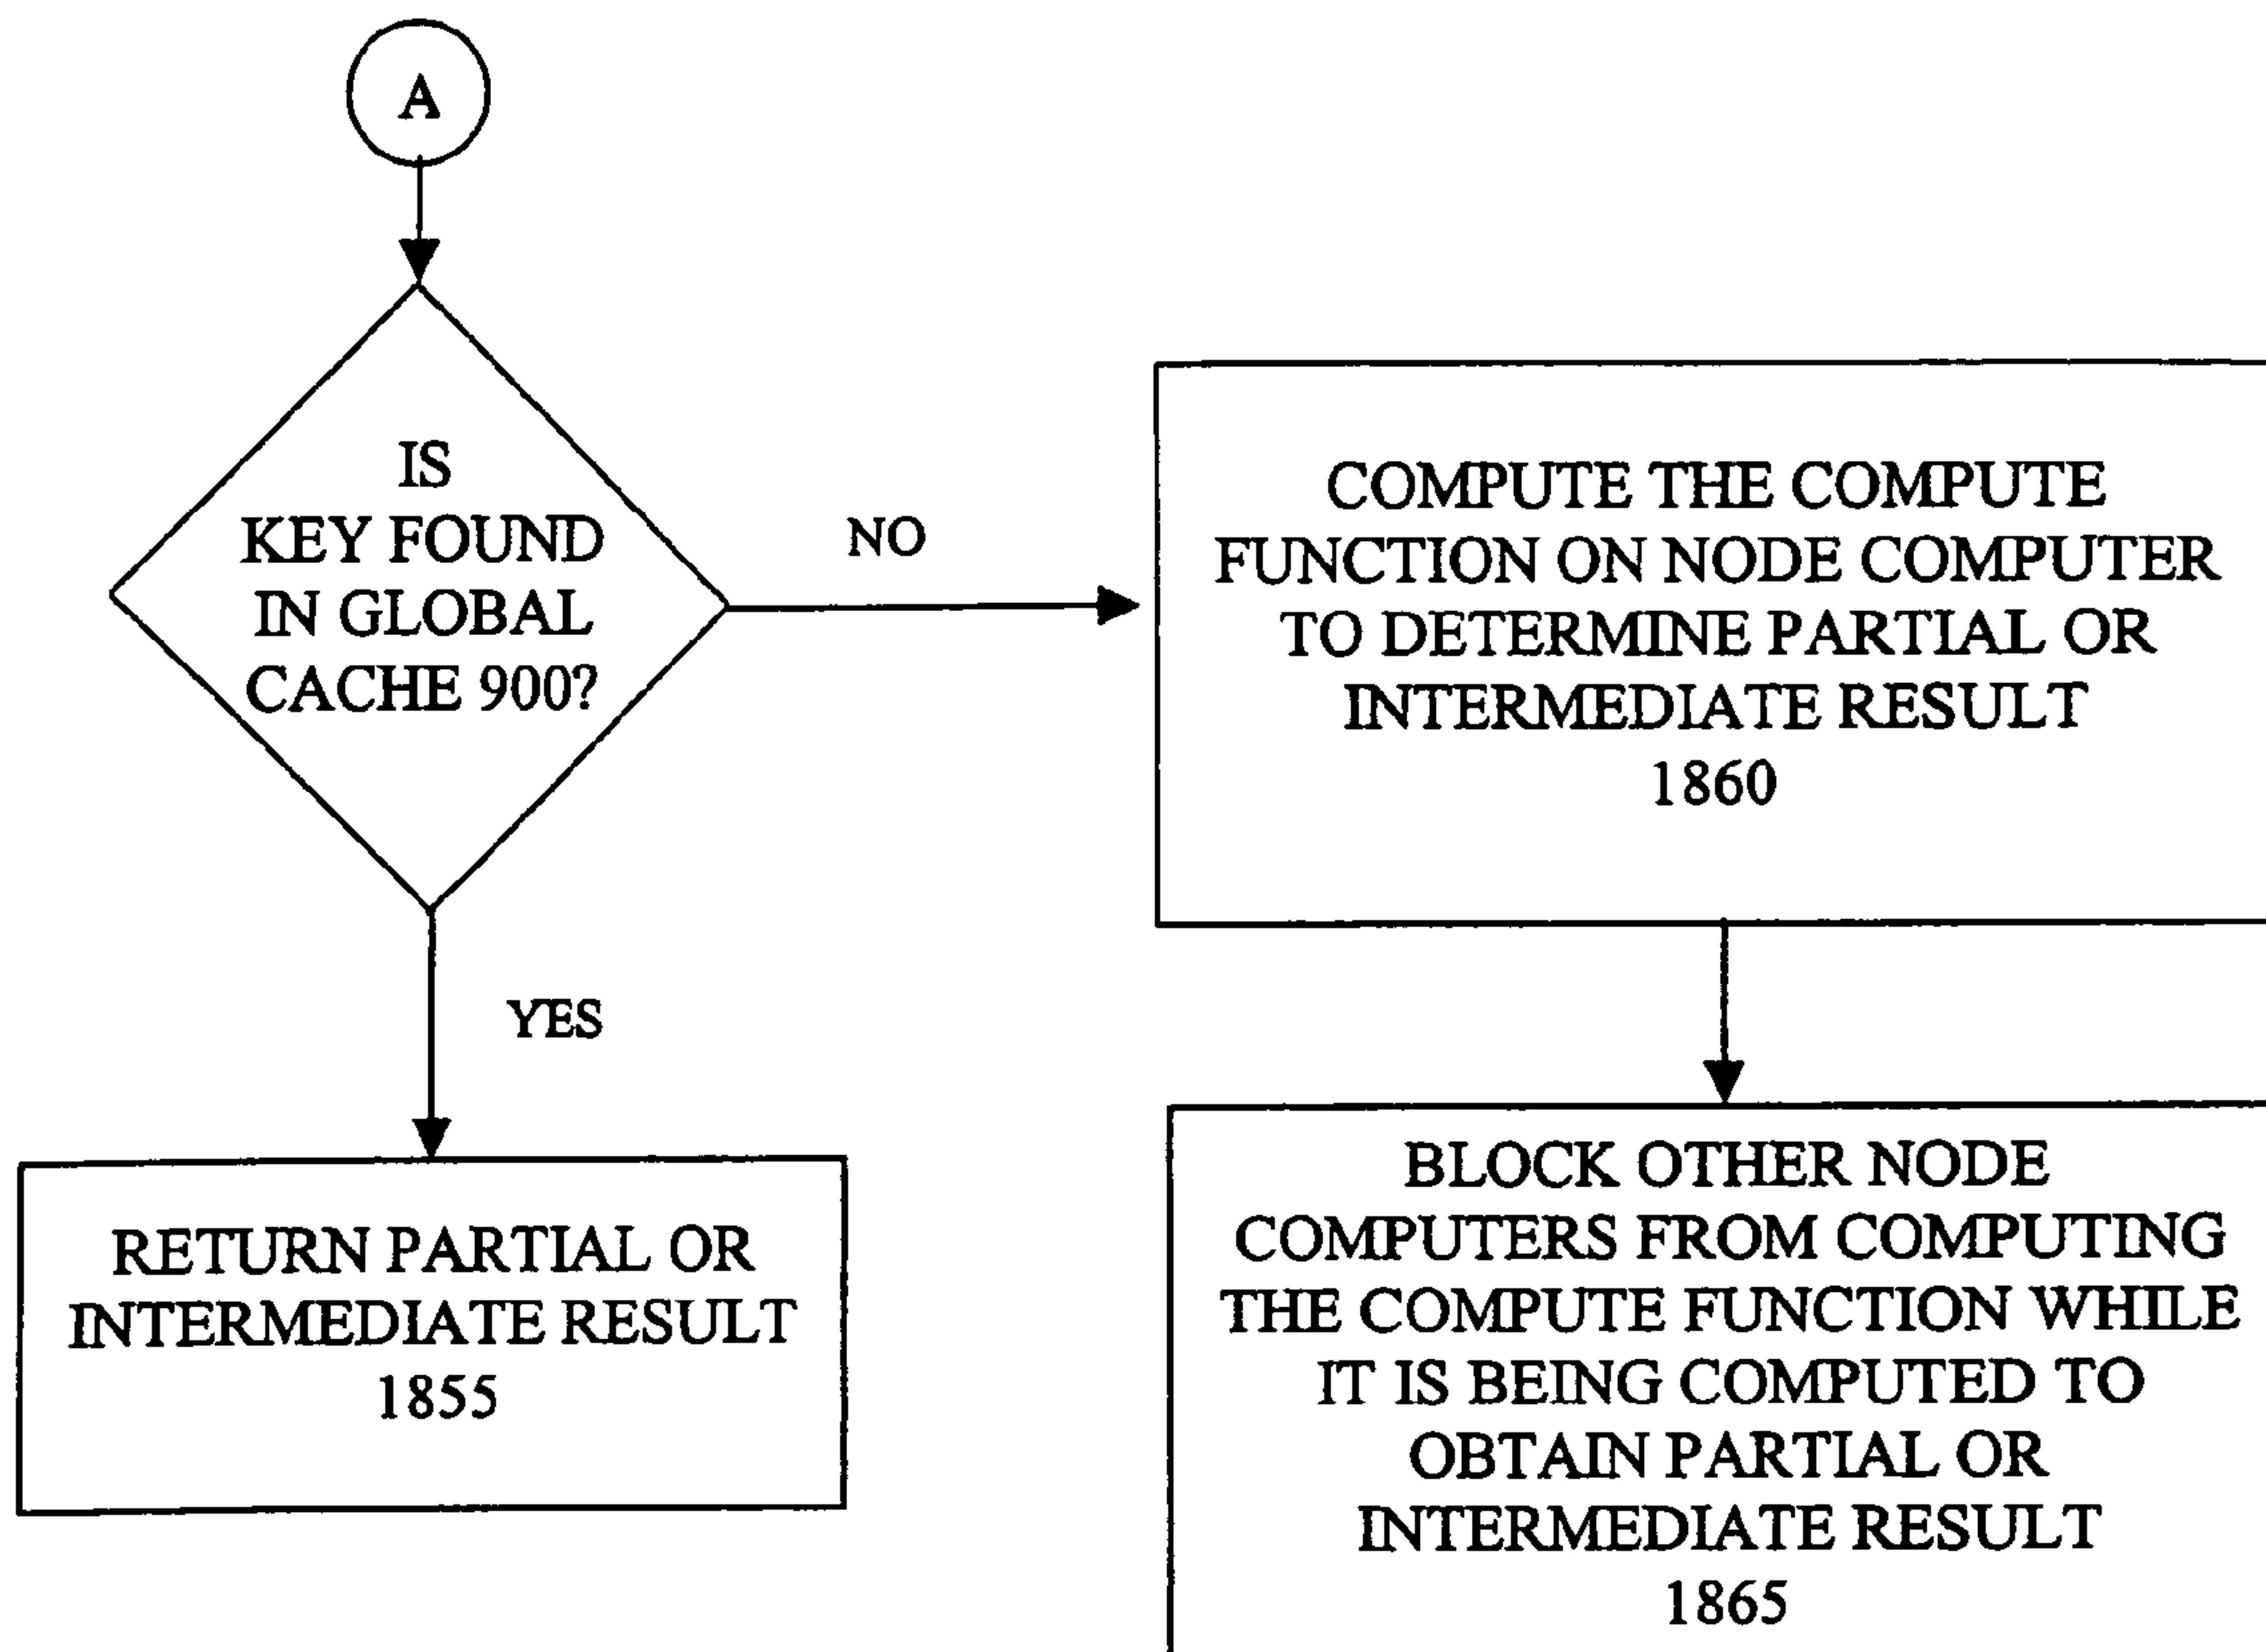 A
IS
KEY FOUND
IN GLOBAL
CACHE 900?
NO
COMPUTE THE COMPUTE
FUNCTION ON NODE COMPUTER
TO DETERMINE PARTIAL OR
INTERMEDIATE RESULT
1860
YES
RETURN PARTIAL OR
INTERMEDIATE RESULT
1855
BLOCK OTHER NODE
COMPUTERS FROM COMPUTING
THE COMPUTE FUNCTION WHILE
IT IS BEING COMPUTED TO
OBTAIN PARTIAL OR
INTERMEDIATE RESULT
1865